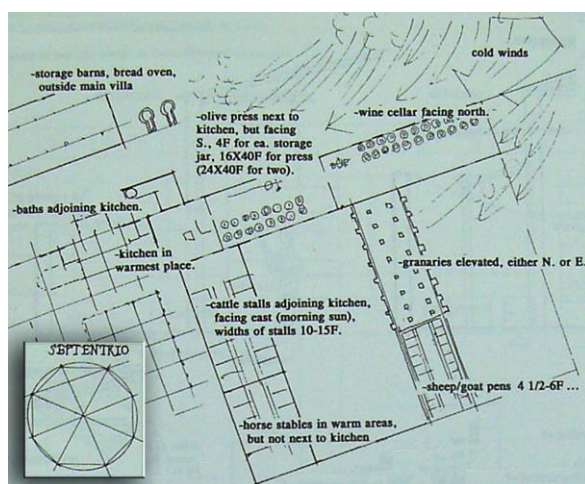 cold winds
-storage barns, bread oven,
outside main villa
-olive press next to
kitchen, but facing
S., 4F for ea. storage
jar, 16X40F for press
(24X40F for two).
-wine cellar facing north.
-baths adjoining kitchen.
-kitchen in
warmest place.
-granaries elevated, either N. or E.
-cattle stalls adjoining kitchen,
facing east (morning sun),
widths of stalls 10-15F.
SEPTENTRIO
-sheep/goat pens 4 1/2-6F ...
-horse stables in warm areas,
but not next to kitchen